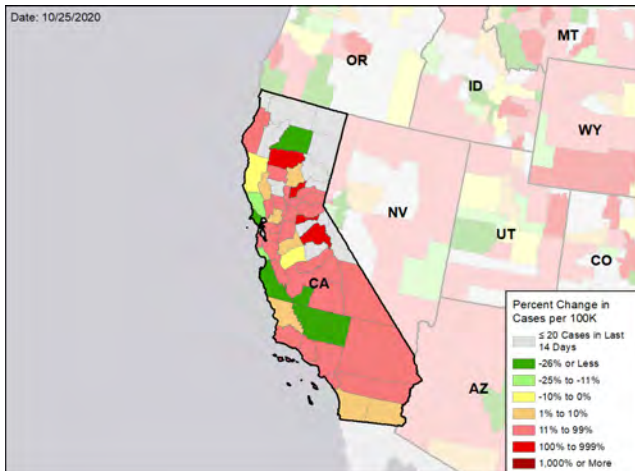 Date: 10/25/2020
MT
OR
ID
WY
NV
UT
CO
CA
AZ
Percent Change in
Cases per 100K
≤ 20 Cases in Last
14 Days
-26% or Less
-25% to -11%
-10% to 0%
1% to 10%
11% to 99%
100% to 999%
1,000% or More